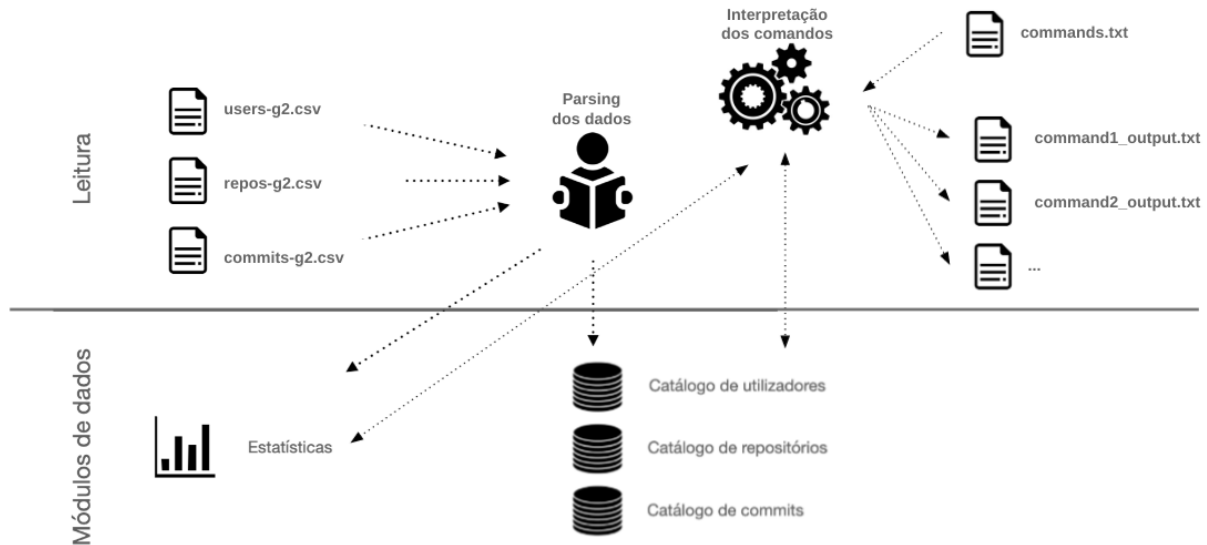 Interpretação
dos comandos
commands.txt
Parsing
dos dados
users-g2.csv
repos-g2.csv
commits-g2.csv
command1_output.txt
command2_output.txt
...
Leitura
Módulos de dados
Estatísticas
Catálogo de utilizadores
Catálogo de repositórios
Catálogo de commits